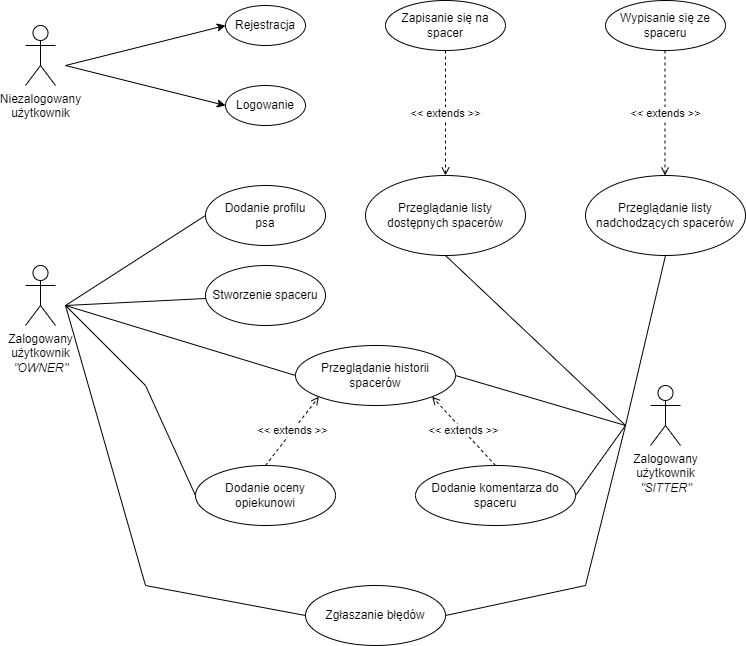 Rejestracja
Zapisanie się na
spacer
Wypisanie się ze
spaceru
Niezalogowany
użytkownik
Logowanie
<< extends >>
<< extends >>
Dodanie profilu
psa
Przeglądanie listy
dostępnych spacerów
Przeglądanie listy
nadchodzących spacerów
Stworzenie spaceru
Zalogowany
użytkownik
"OWNER"
Przeglądanie historii
spacerów
<< extends >>
<< extends >>
Zalogowany
użytkownik
"SITTER"
Dodanie oceny
opiekunowi
Dodanie komentarza do
spaceru
Zgłaszanie błędów